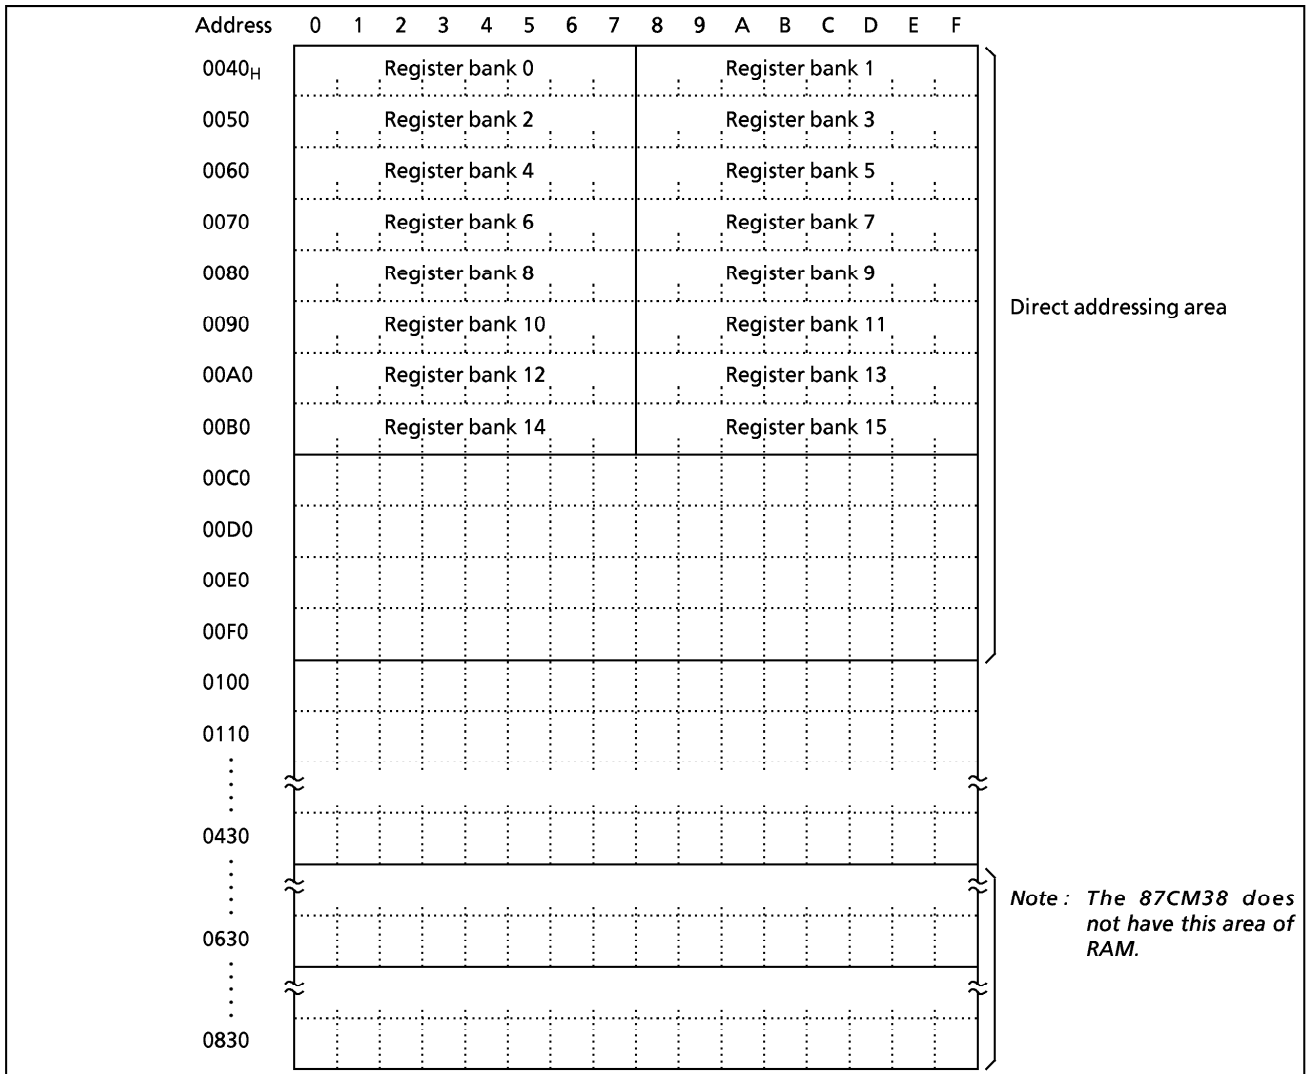 Address 0 1 2 3 4 5 6 7 8 9 A B C D E F
0040H Register bank 0 Register bank 1
0050 Register bank 2 Register bank 3
0060 Register bank 4 Register bank 5
0070 Register bank 6 Register bank 7
0080 Register bank 8 Register bank 9
Direct addressing area
0090 Register bank 10 Register bank 11
00A0 Register bank 12 Register bank 13
00B0 Register bank 14 Register bank 15
00C0
00D0
00E0
00F0
0100
0110
0430
Note : The 87CM38 does
not have this area of
RAM.
0630
0830